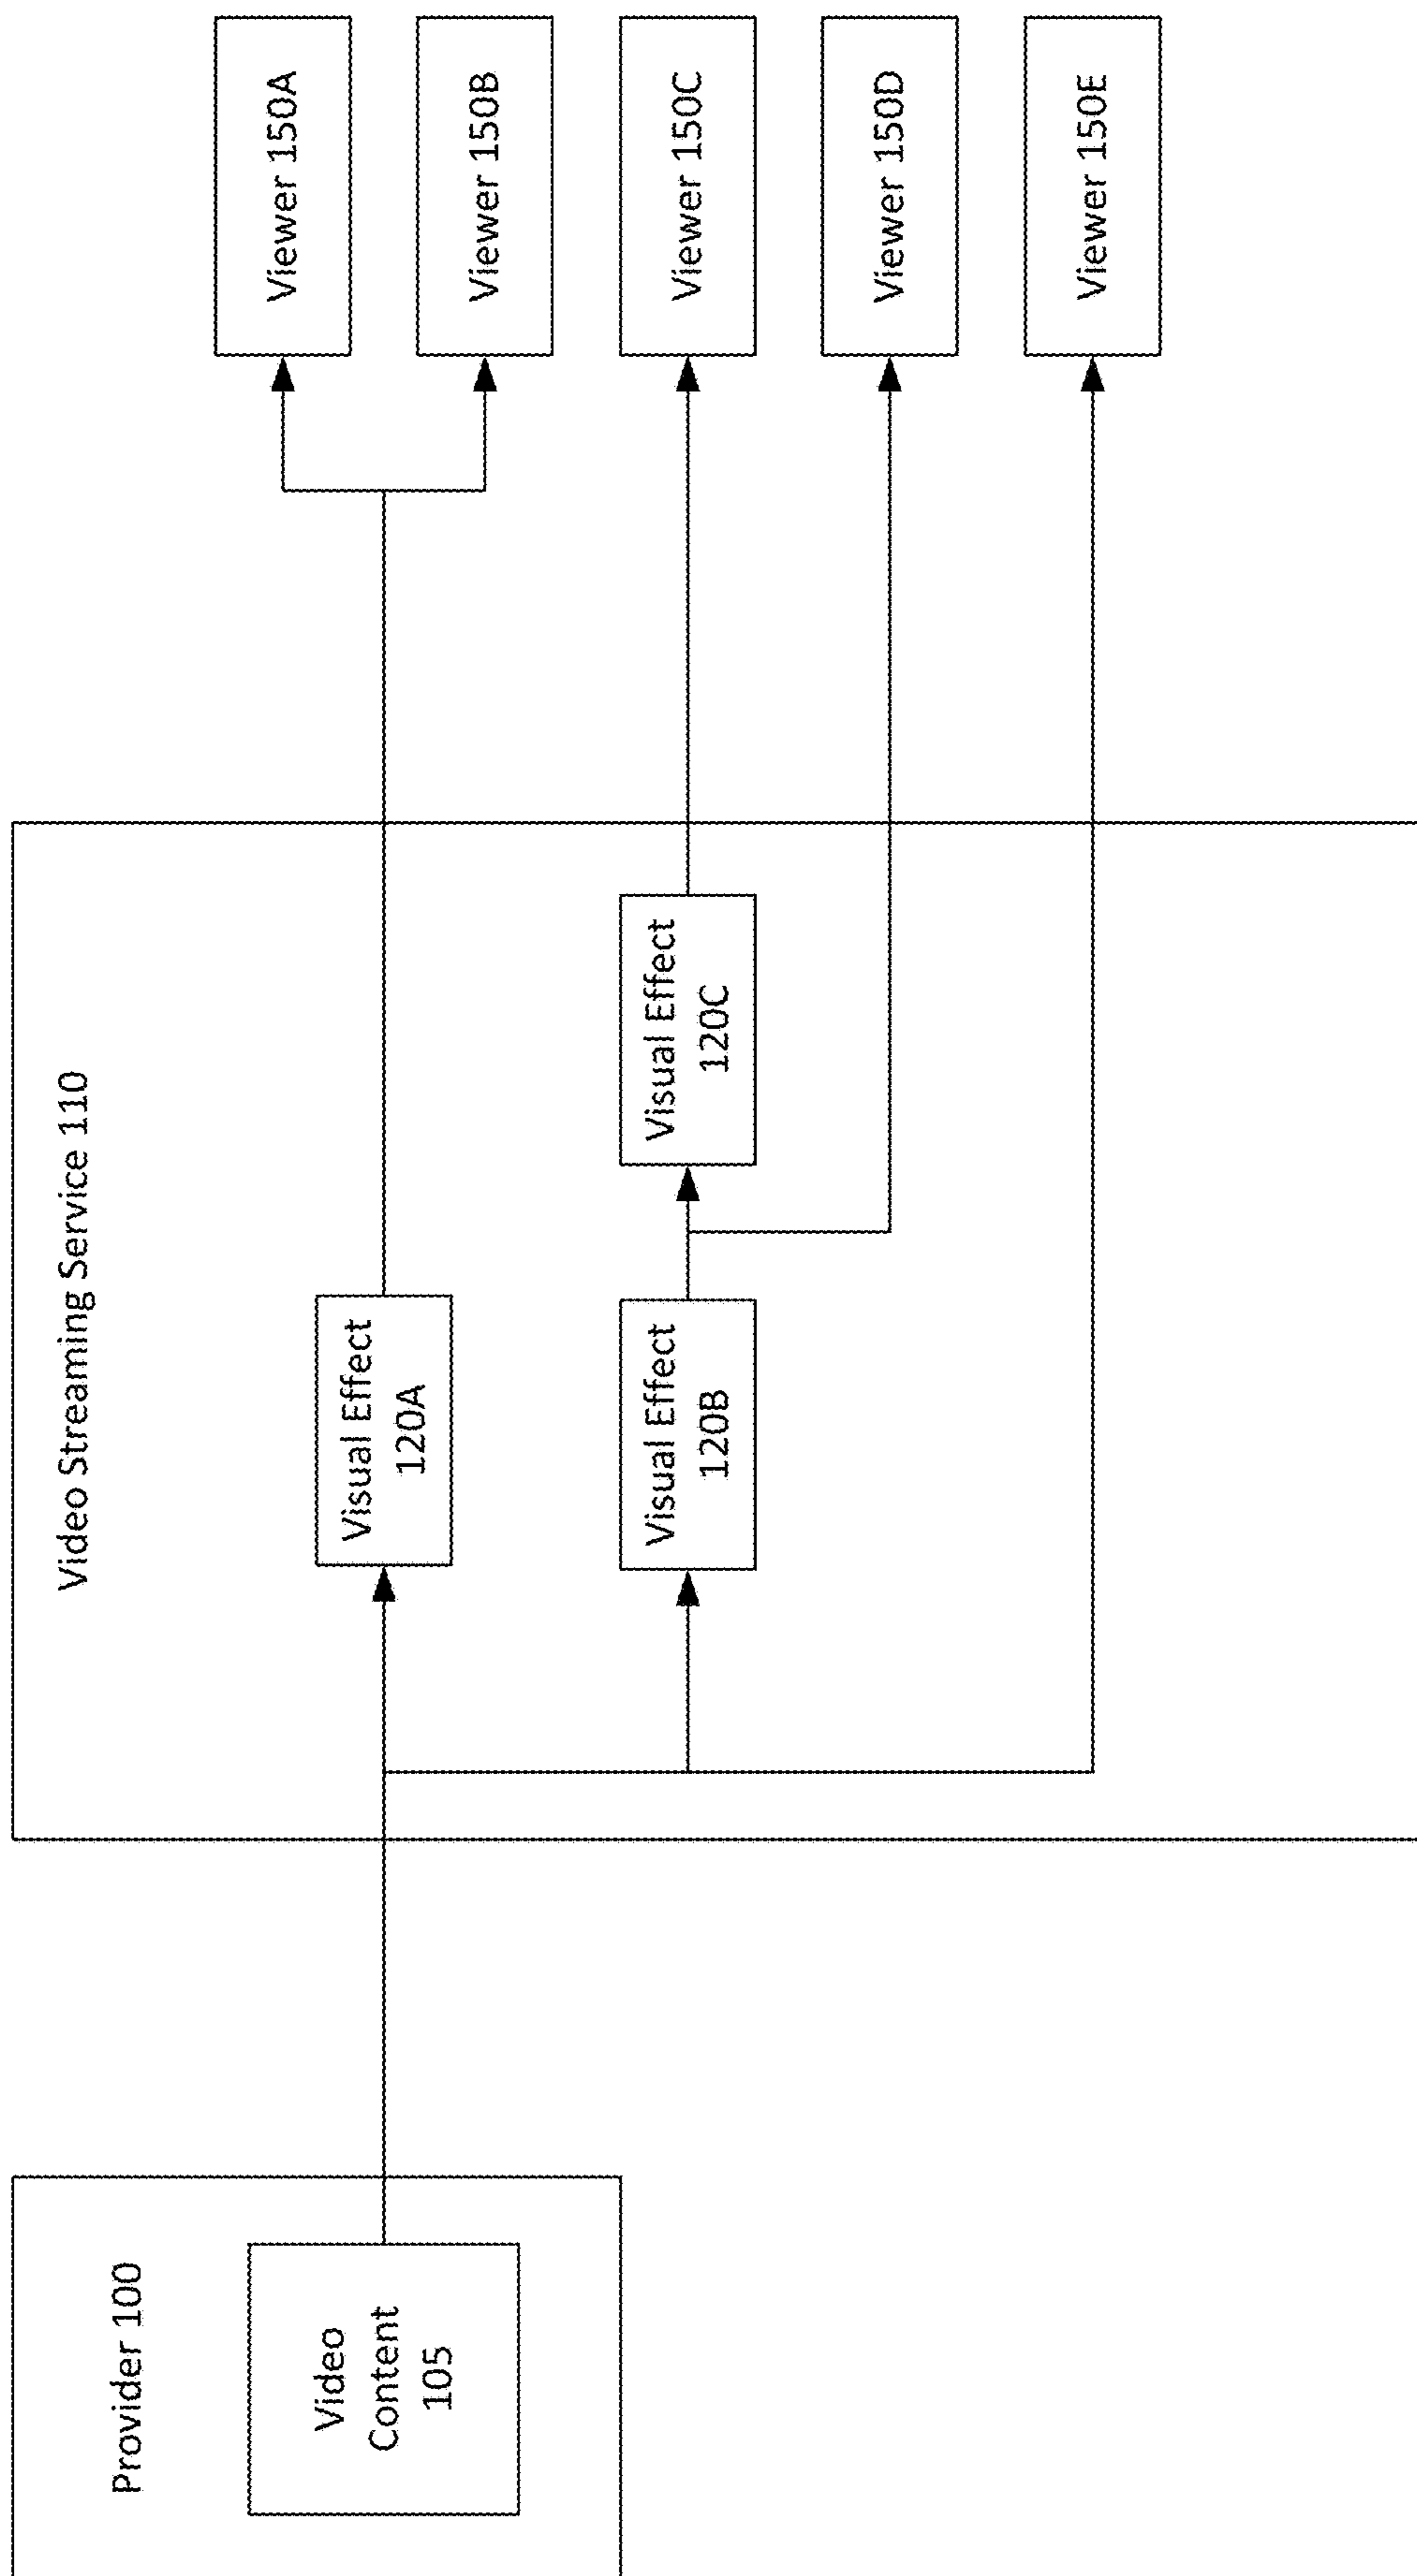 Provider 100
Video
Content
105
Video Streaming Service 110
Visual Effect
120A
Visual Effect
120B
Visual Effect
120C
Viewer 150A
Viewer 150B
Viewer 150C
Viewer 150D
Viewer 150E